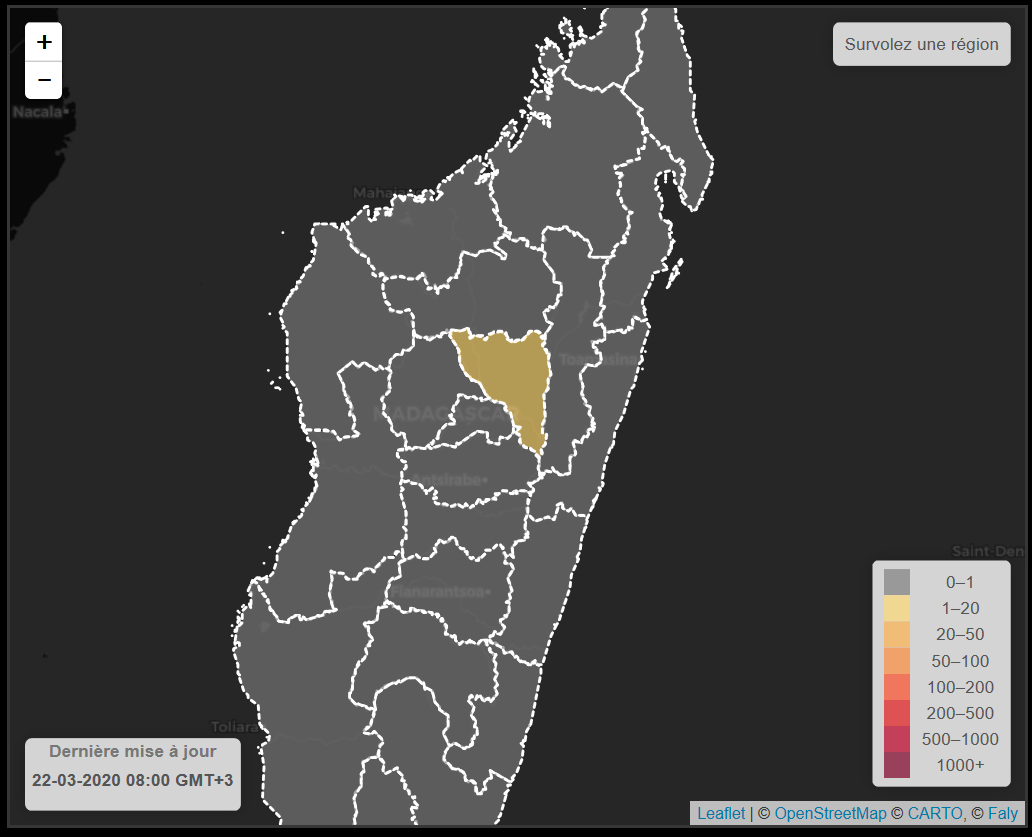 +
−
Survolez une région
Nacala
MADAGASCAR
Antsirabe
Saint-Den
Fianarantsoa
Toliara
0–1
1–20
20–50
50–100
100–200
200–500
500–1000
1000+
Dernière mise à jour
22-03-2020 08:00 GMT+3
Leaflet | © OpenStreetMap © CARTO, © Faly